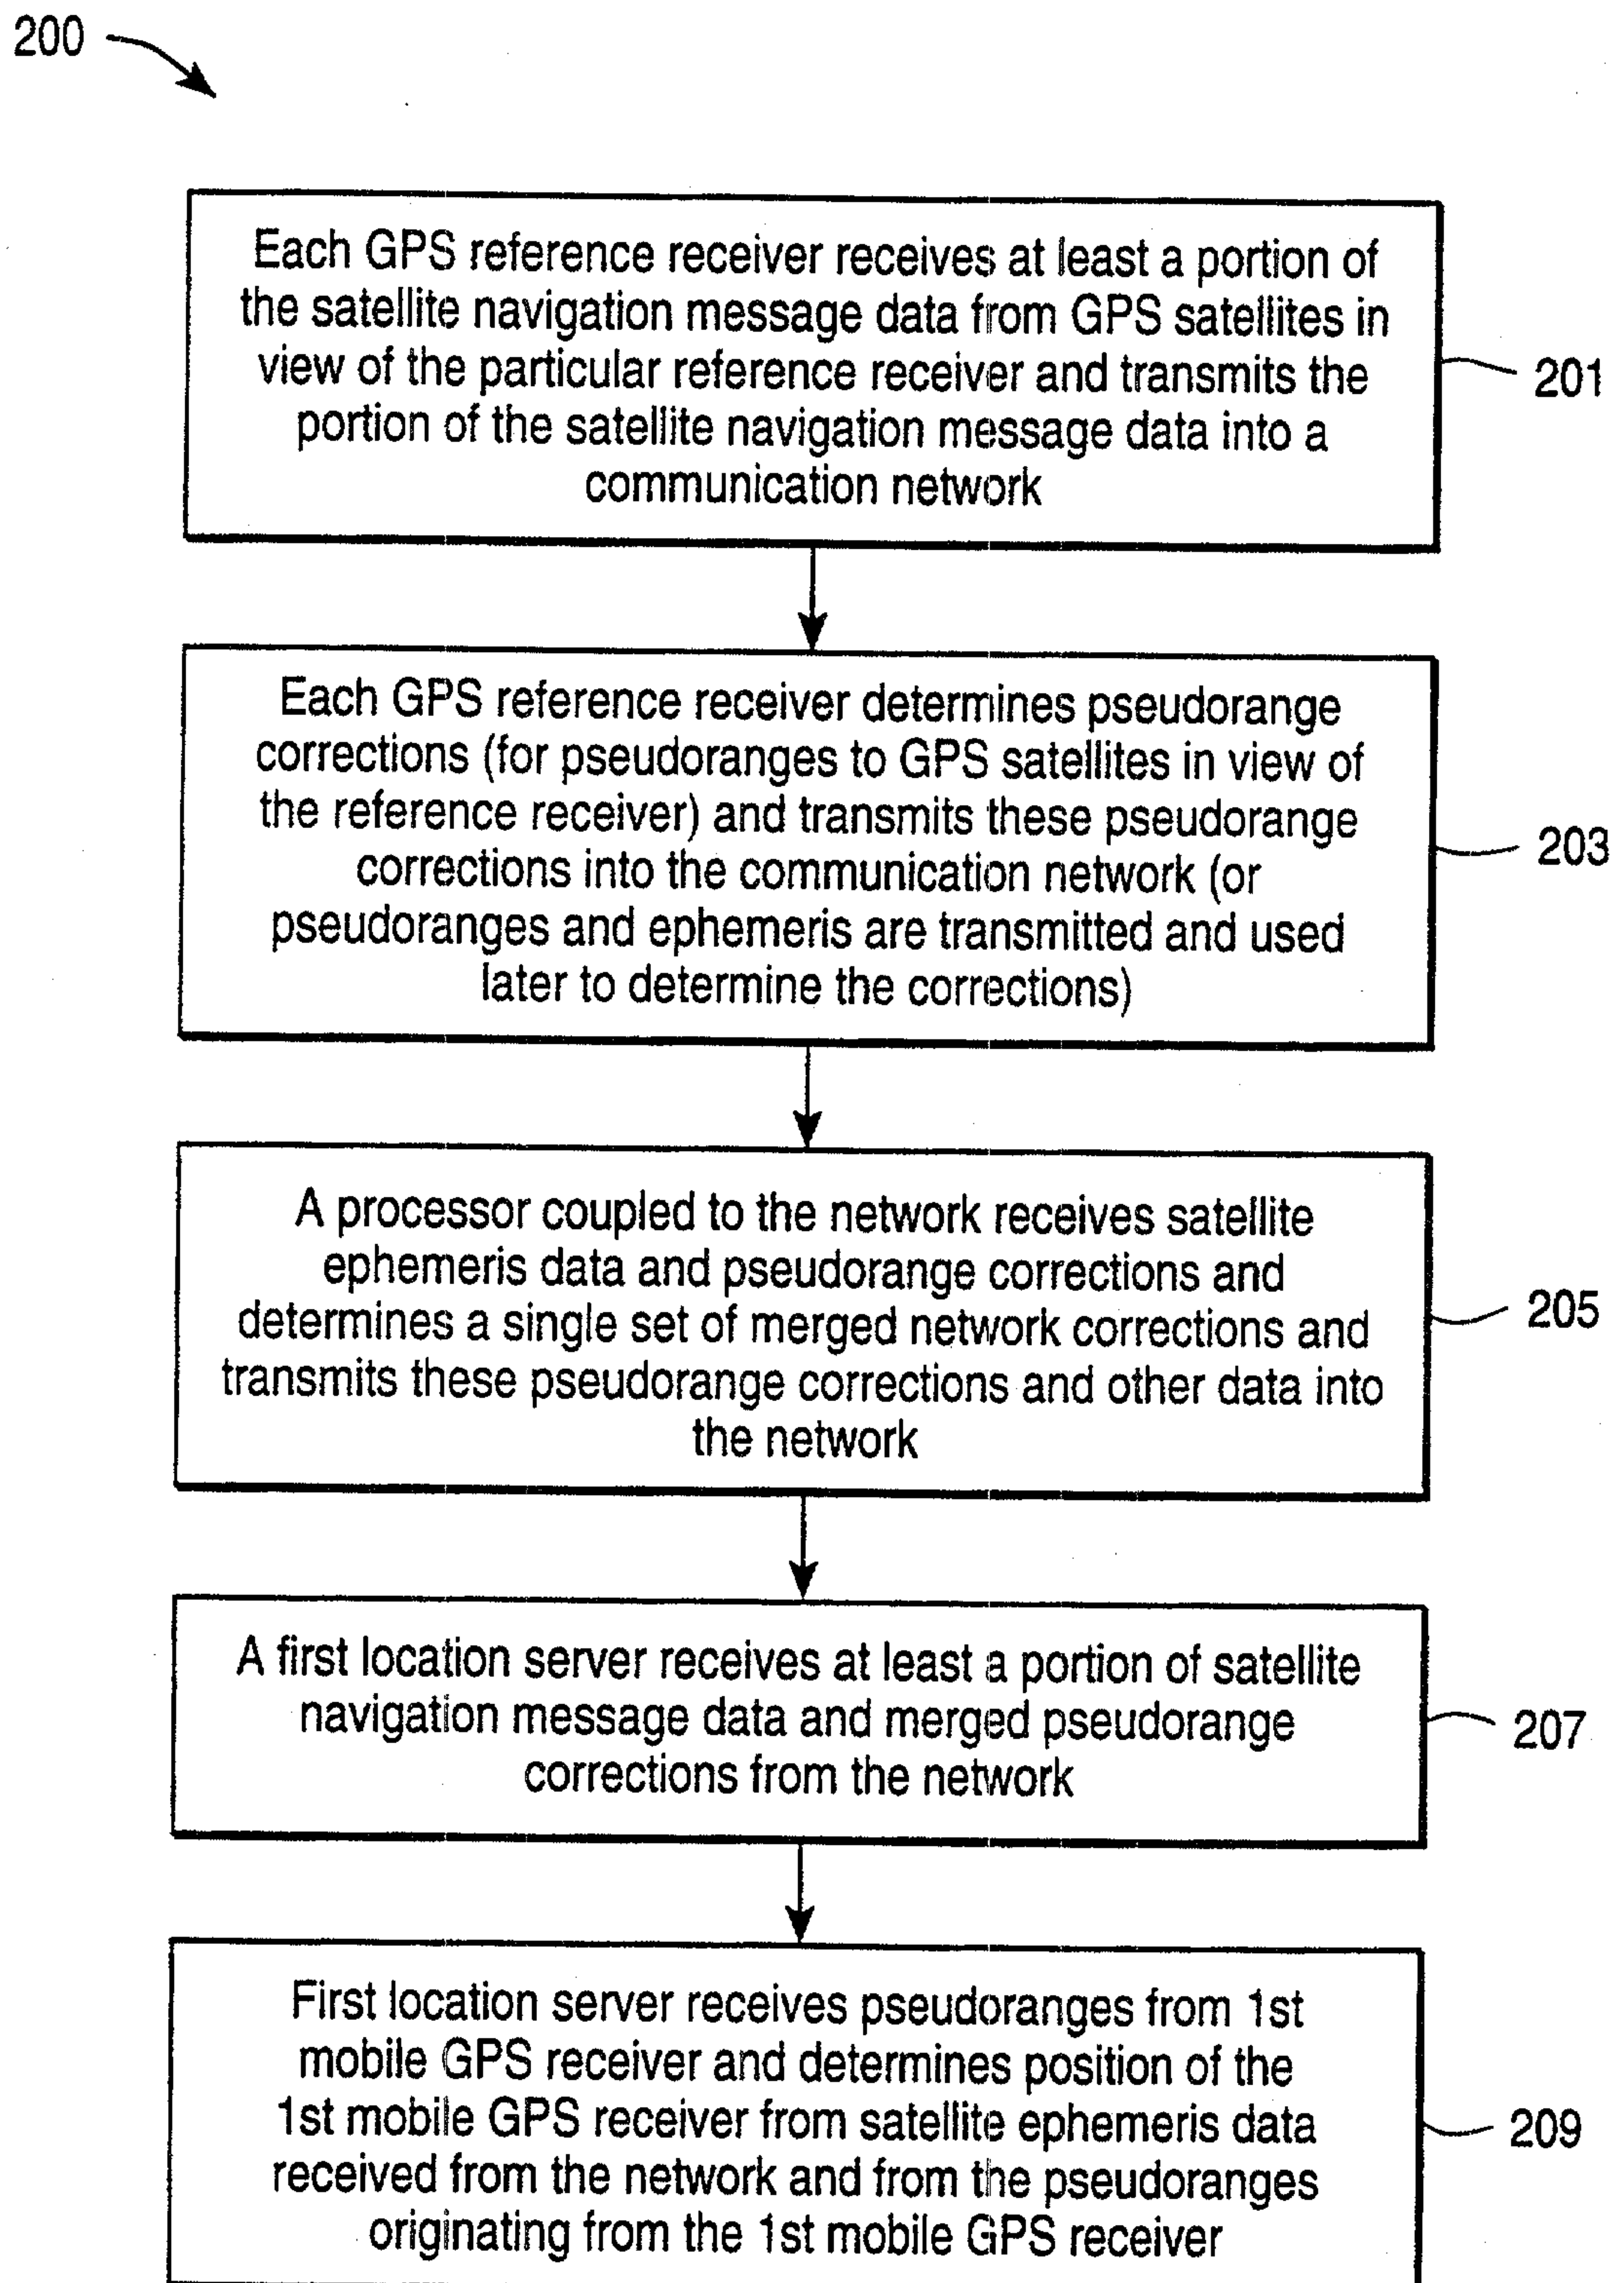 200
Each GPS reference receiver receives at least a portion of
the satellite navigation message data from GPS satellites in
view of the particular reference receiver and transmits the
portion of the satellite navigation message data into a
communication network
201
Each GPS reference receiver determines pseudorange
corrections (for pseudoranges to GPS satellites in view of
the reference receiver) and transmits these pseudorange
corrections into the communication network (or
pseudoranges and ephemeris are transmitted and used
later to determine the corrections)
203
A processor coupled to the network receives satellite
ephemeris data and pseudorange corrections and
determines a single set of merged network corrections and
transmits these pseudorange corrections and other data into
the network
205
A first location server receives at least a portion of satellite
navigation message data and merged pseudorange
corrections from the network
207
First location server receives pseudoranges from 1st
mobile GPS receiver and determines position of the
1st mobile GPS receiver from satellite ephemeris data
received from the network and from the pseudoranges
originating from the 1st mobile GPS receiver
209